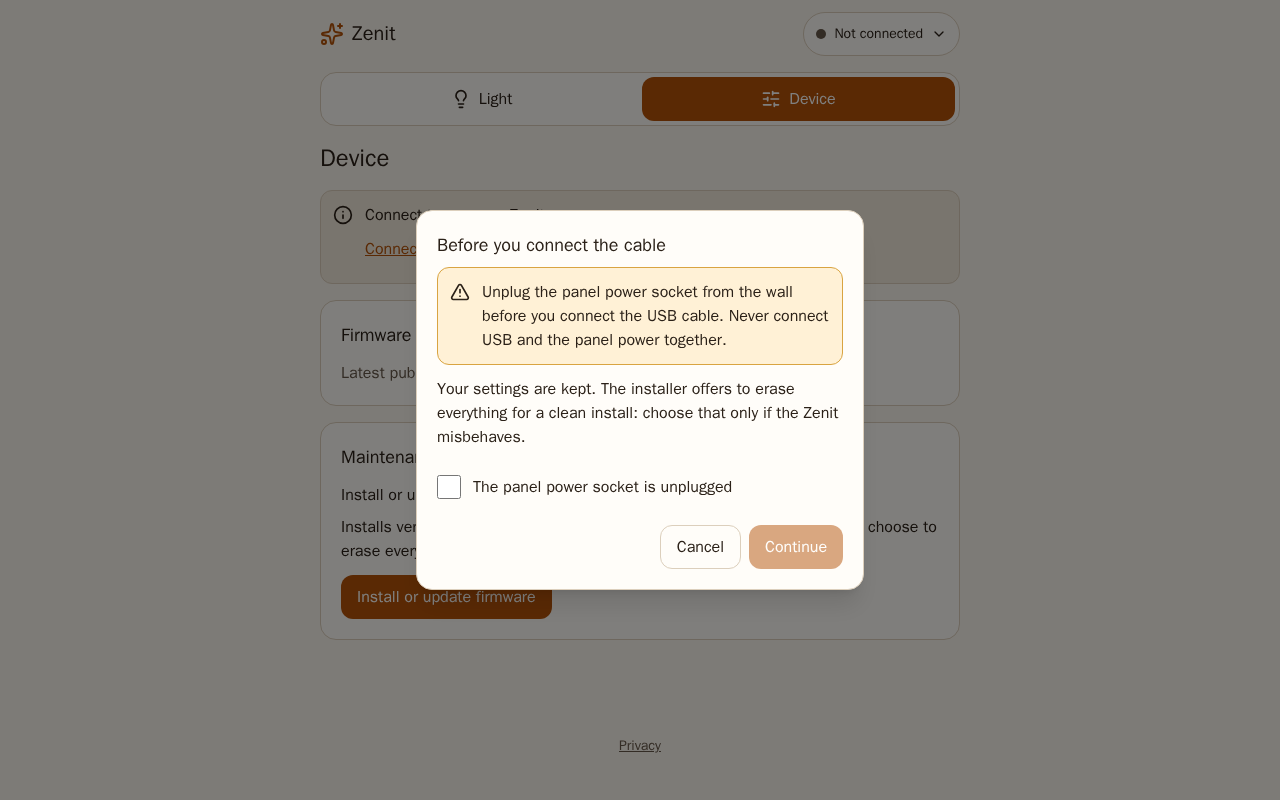 Zenit
Not connected
Light
Device
Device
Connect
Connec
Firmware
Latest pub
Maintenan
Install or u
Installs ver
choose to
erase every
Install or update firmware
Before you connect the cable
Unplug the panel power socket from the wall
before you connect the USB cable. Never connect
USB and the panel power together.
Your settings are kept. The installer offers to erase
everything for a clean install: choose that only if the Zenit
misbehaves.
The panel power socket is unplugged
Cancel
Continue
Privacy